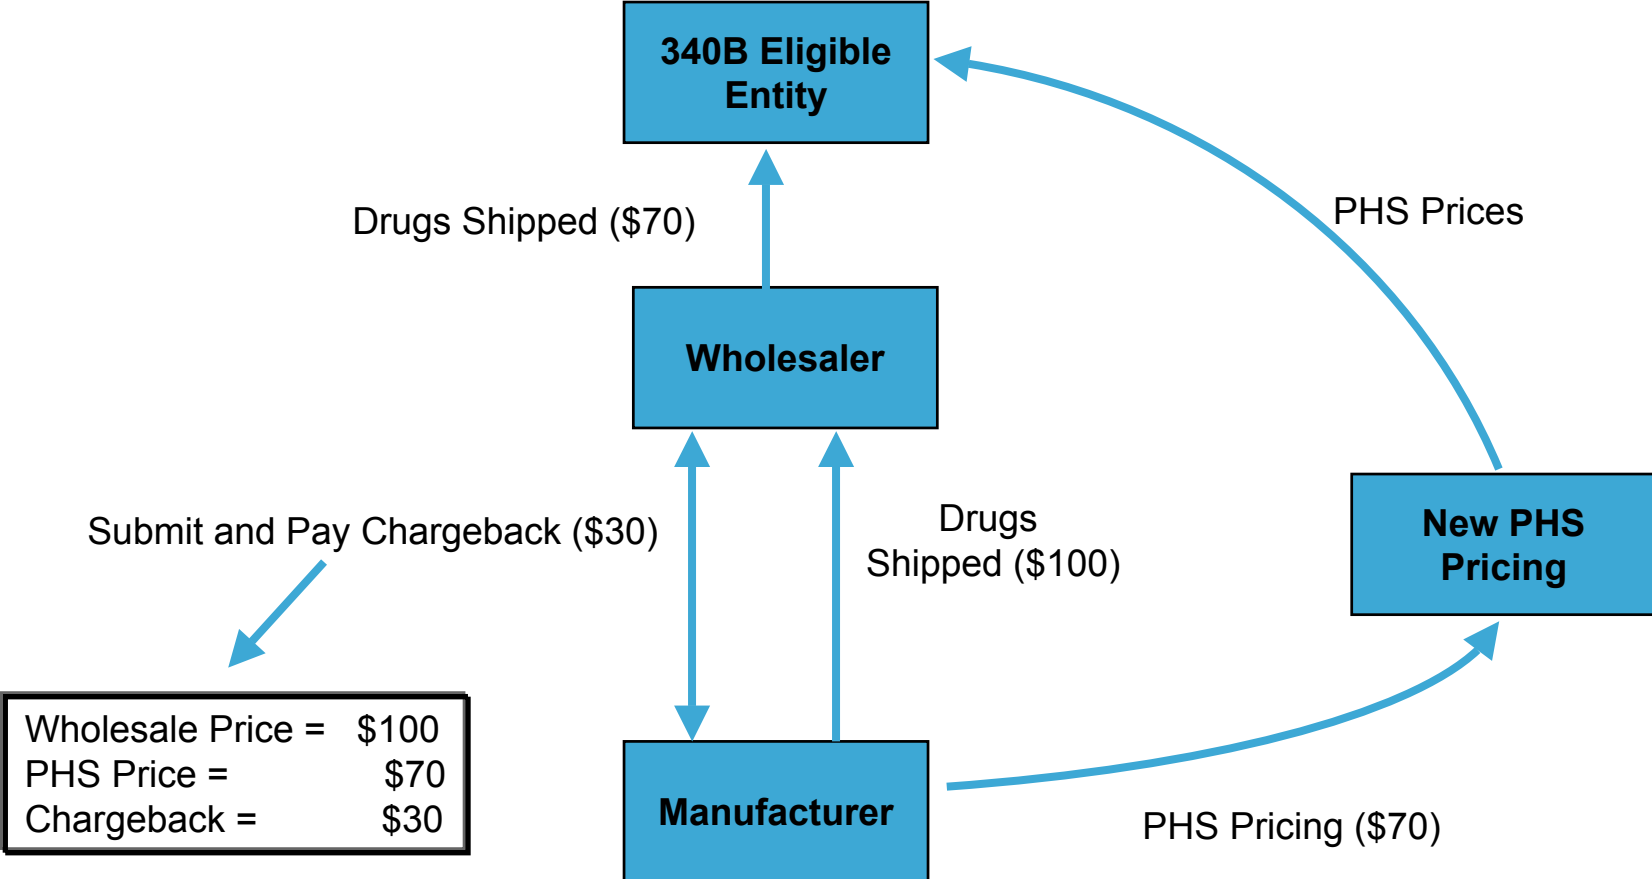 340B Eligible
Entity
Drugs Shipped ($70)
PHS Prices
Wholesaler
Submit and Pay Chargeback ($30)
Drugs
Shipped ($100)
New PHS
Pricing
Wholesale Price = $100
PHS Price = $70
Chargeback = $30
Manufacturer
PHS Pricing ($70)